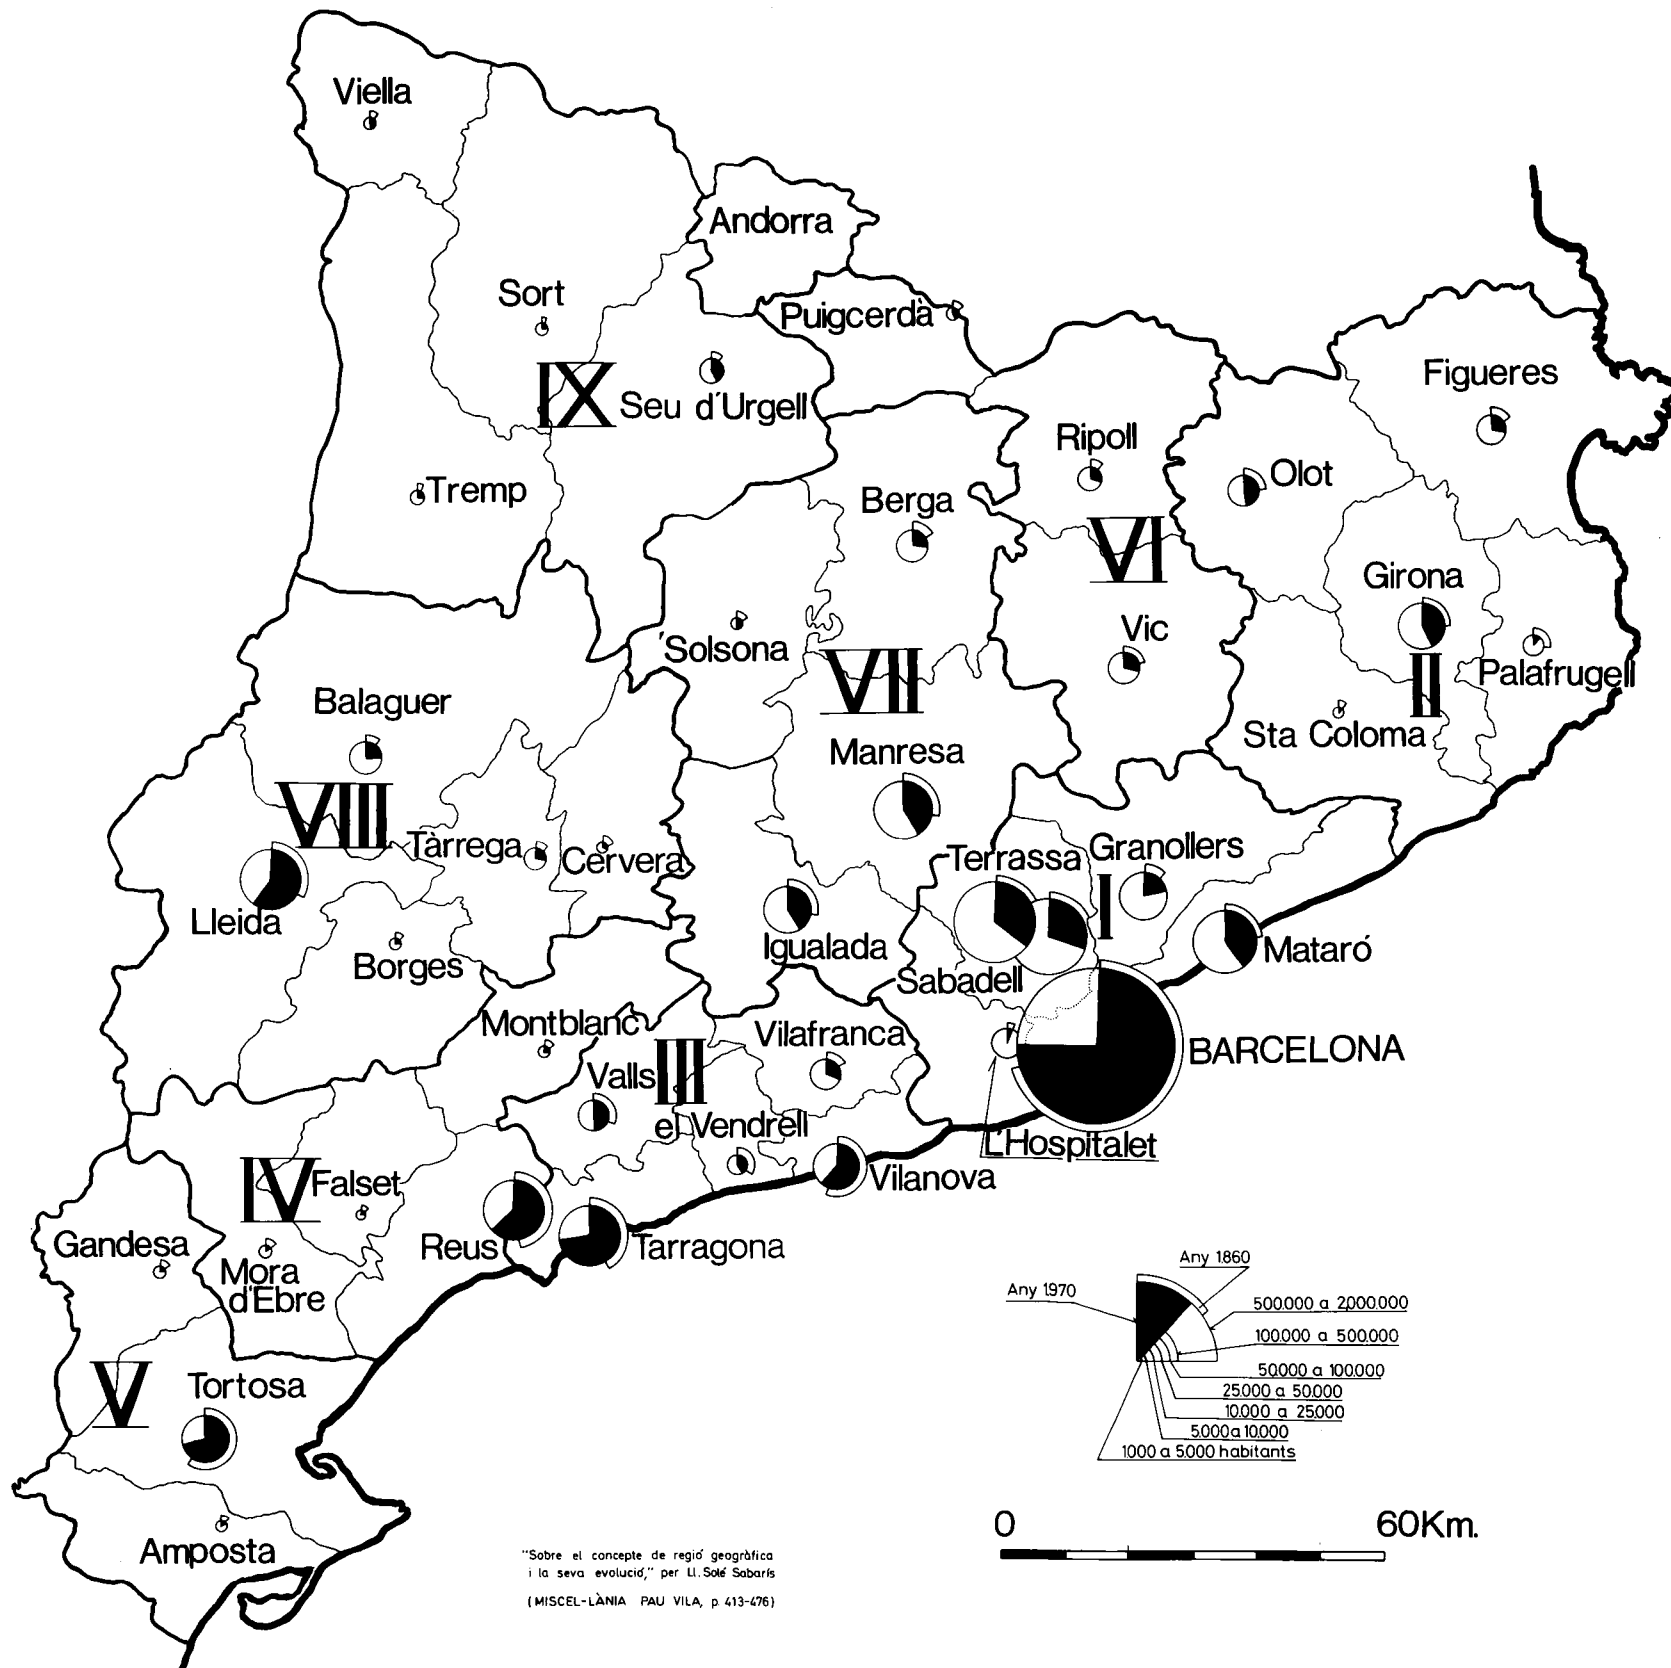 Viella
Andorra
Sort
Puigcerdà
Figueres
IX
Seu d'Urgell
Ripoll
Olot
Tremp
Berga
VI
Girona
Vic
Solsona
VII
II
Palafrugell
Balaguer
Sta Coloma
Manresa
VIII
Tàrrega
Cervera
Terrassa
Granollers
I
Lleida
Igualada
Mataró
Borges
Sabadell
Montblanc
Vilafranca
BARCELONA
Valls
III
el Vendrell
L'Hospitalet
IV
Falset
Vilanova
Gandesa
Reus
Tarragona
Mora
d'Ebre
Any 1860
Any 1970
500.000 a 2,000.000
100.000 a 500.000
50.000 a 100.000
V
Tortosa
25.000 a 50.000
10.000 a 25.000
5.000 a 10.000
1.000 a 5.000 habitants
0
60Km.
Amposta
"Sobre el concepte de regió geogràfica
i la seva evolució," per Ll. Solé Sabarís
(MISCEL-LÀNIA PAU VILA, p. 413-476)